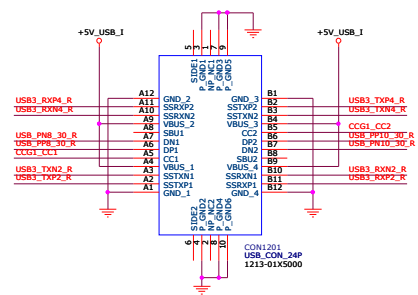 +5V_USB_I
+5V_USB_I
5 3 1 7 9
SIDE1
P_GND1
NP_NC1
P_GND3
P_GND5
A12 GND_2 GND_3 B1
USB3_RXP4_R A11 SSRXP2 SSTXP2 B2 USB3_TXP4_R
USB3_RXN4_R A10 SSRXN2 SSTXN2 B3 USB3_TXN4_R
A9 VBUS_2 VBUS_3 B4
A8 SBU1 CC2 B5 CCG1_CC2
USB_PN8_30_R A7 DN1 DP2 B6 USB_PP10_30_R
USB_PP8_30_R A6 DP1 DN2 B7 USB_PN10_30_R
CCG1_CC1 A5 CC1 SBU2 B8
A4 VBUS_1 VBUS_4 B9
USB3_TXN2_R A3 SSTXN1 SSRXN1 B10 USB3_RXN2_R
USB3_TXP2_R A2 SSTXP1 SSRXP1 B11 USB3_RXP2_R
A1 GND_1 GND_4 B12
SIDE2
P_GND2
NP_NC2
P_GND4
P_GND6
6 4 2 8 10
CON1201
USB_CON_24P
1213-01X5000